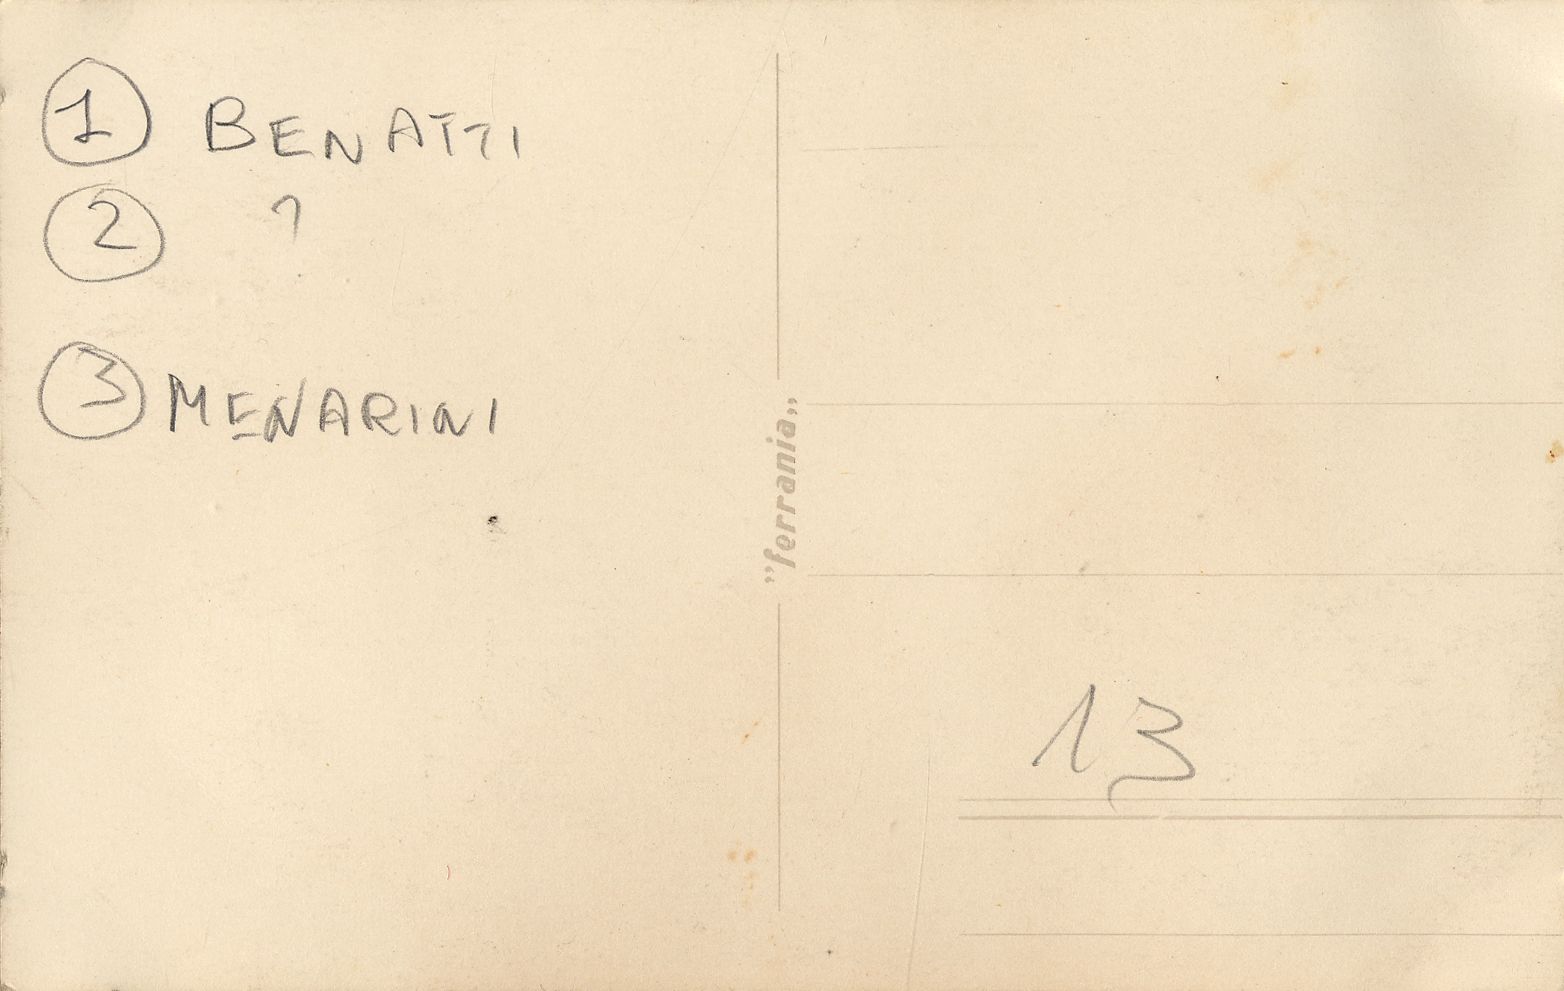 1 BENATTI
2 ?
3 MENARINI
"ferrania„
13